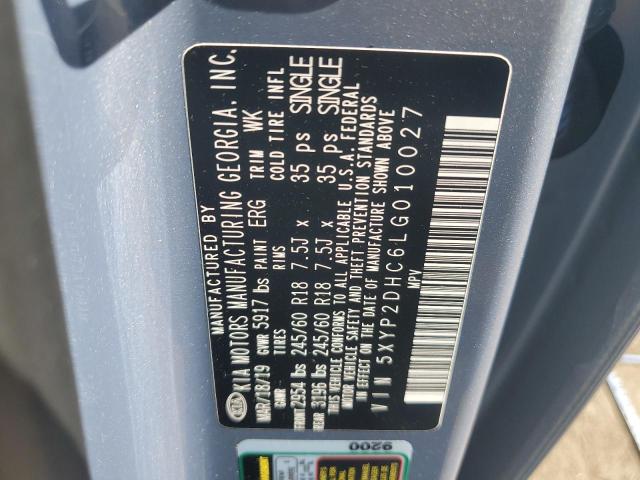 MANUFACTURED BY
KIA KIA MOTORS MANUFACTURING GEORGIA, INC.
MAR/18/19 GVWR 5917 lbs PAINT ERG TRIM WK
GAWR TIRES RIMS COLD TIRE INFL
FRONT 2954 lbs 245/60 R18 7.5J x 35 psi SINGLE
REAR 3196 lbs 245/60 R18 7.5J x 35 psi SINGLE
THIS VEHICLE CONFORMS TO ALL APPLICABLE U.S.A. FEDERAL
MOTOR VEHICLE SAFETY AND THEFT PREVENTION STANDARDS
IN EFFECT ON THE DATE OF MANUFACTURE SHOWN ABOVE
VIN 5XYP2DHC6LG010027
MPV
9200